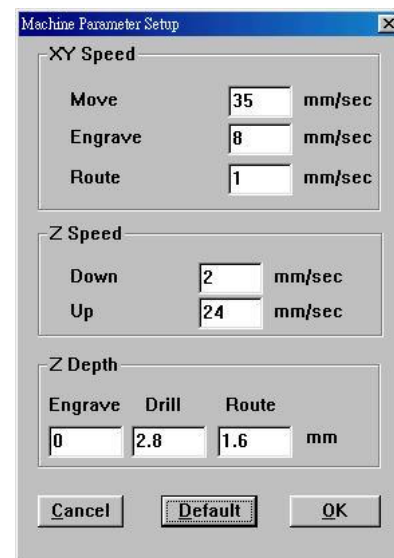 Machine Parameter Setup
XY Speed
Move 35 mm/sec
Engrave 8 mm/sec
Route 1 mm/sec
Z Speed
Down 2 mm/sec
Up 24 mm/sec
Z Depth
Engrave Drill Route
0 2.8 1.6 mm
Cancel Default OK